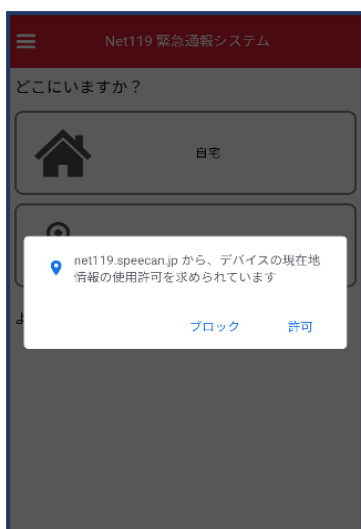 Net119 緊急通報システム
どこにいますか？
自宅
net119.speecan.jp から、デバイスの現在地
情報の使用許可を求められています
よ
ブロック
許可